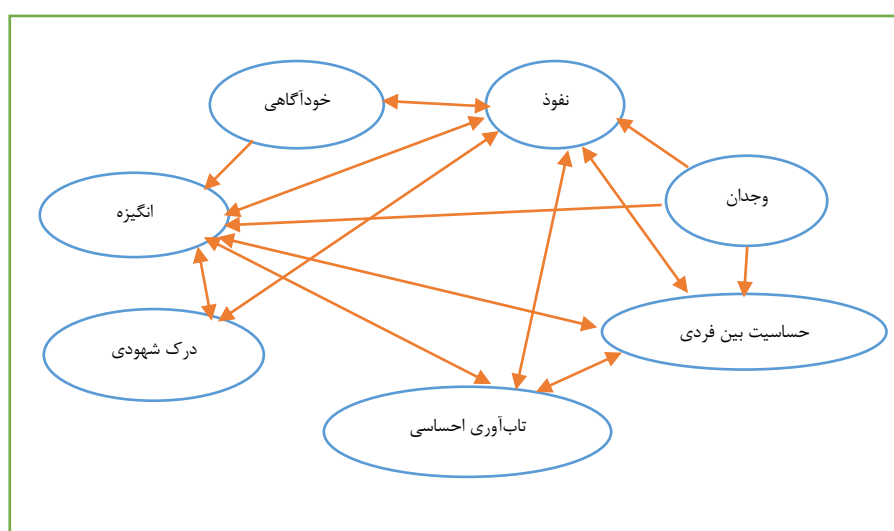 نفوذ
خودآگاهی
وجدان
انگیزه
حساسیت بین فردی
درک شهودی
تاب‌آوری احساسی